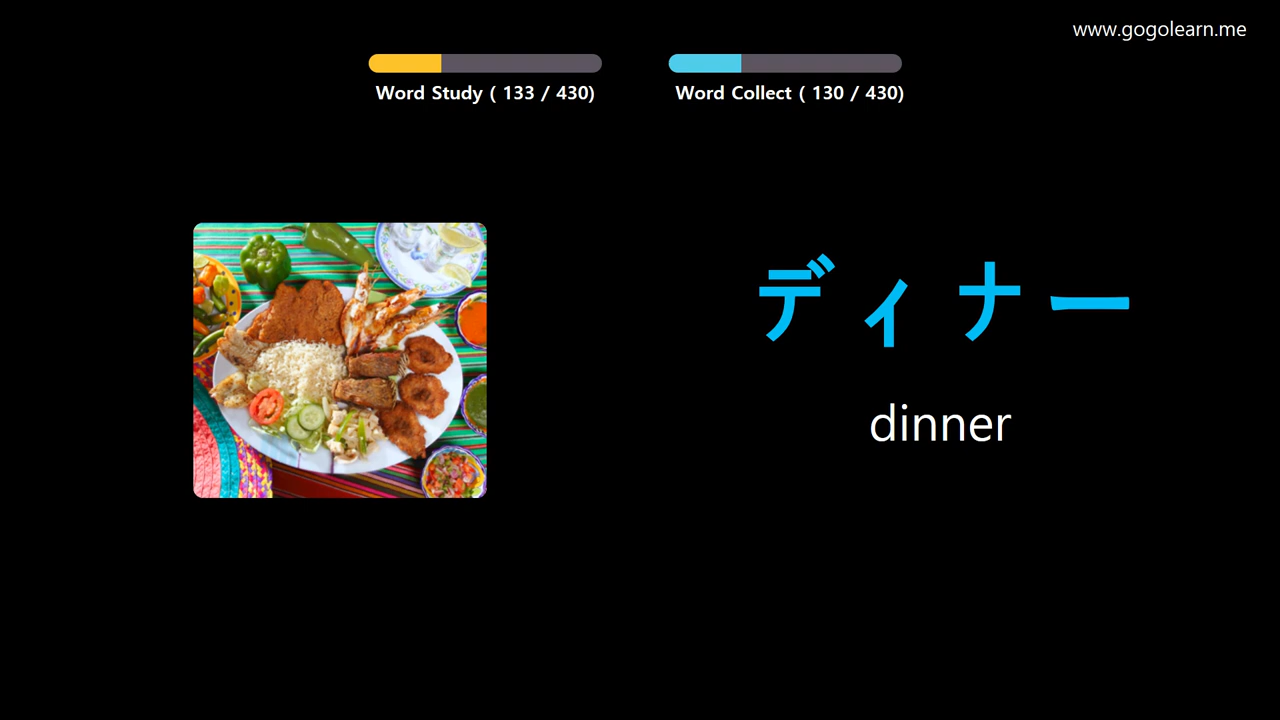 www.gogolearn.me
Word Study ( 133 / 430)
Word Collect ( 130 / 430)
ディナー
dinner